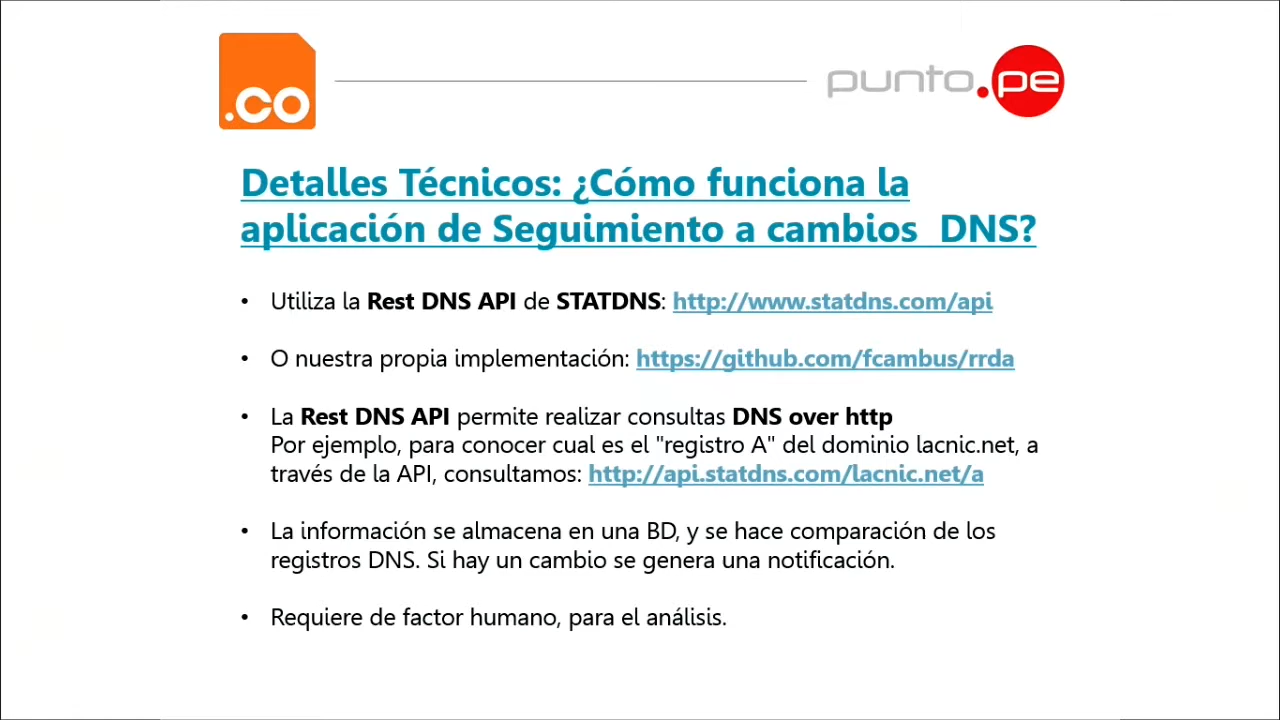 .co
punto.pe
Detalles Técnicos: ¿Cómo funciona la
aplicación de Seguimiento a cambios  DNS?
• Utiliza la Rest DNS API de STATDNS: http://www.statdns.com/api
• O nuestra propia implementación: https://github.com/fcambus/rrda
• La Rest DNS API permite realizar consultas DNS over http
Por ejemplo, para conocer cual es el "registro A" del dominio lacnic.net, a
través de la API, consultamos: http://api.statdns.com/lacnic.net/a
• La información se almacena en una BD, y se hace comparación de los
registros DNS. Si hay un cambio se genera una notificación.
• Requiere de factor humano, para el análisis.